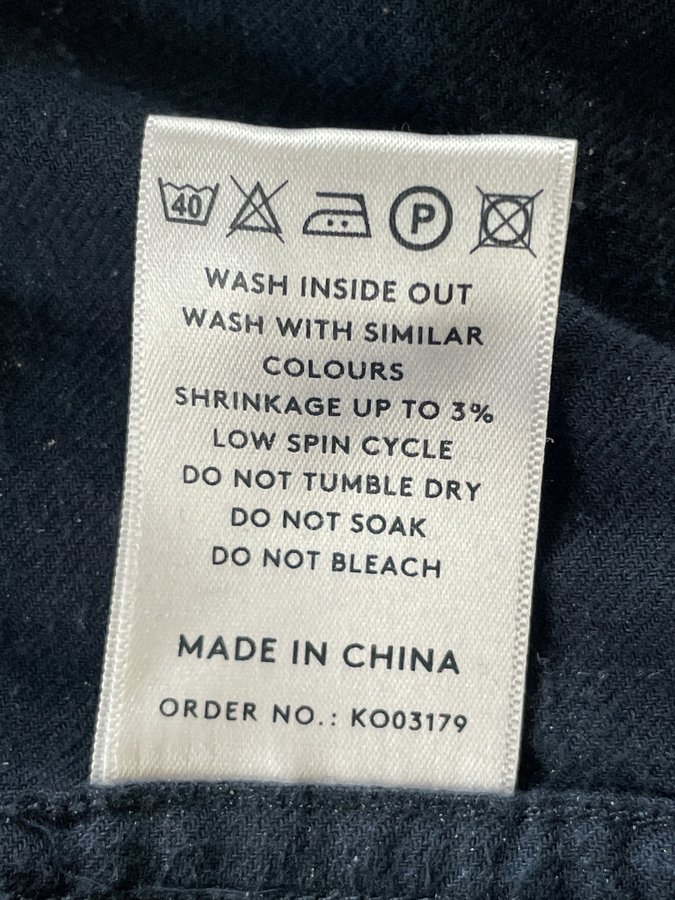 40
P
WASH INSIDE OUT
WASH WITH SIMILAR
COLOURS
SHRINKAGE UP TO 3%
LOW SPIN CYCLE
DO NOT TUMBLE DRY
DO NOT SOAK
DO NOT BLEACH
MADE IN CHINA
ORDER NO.: KO03179